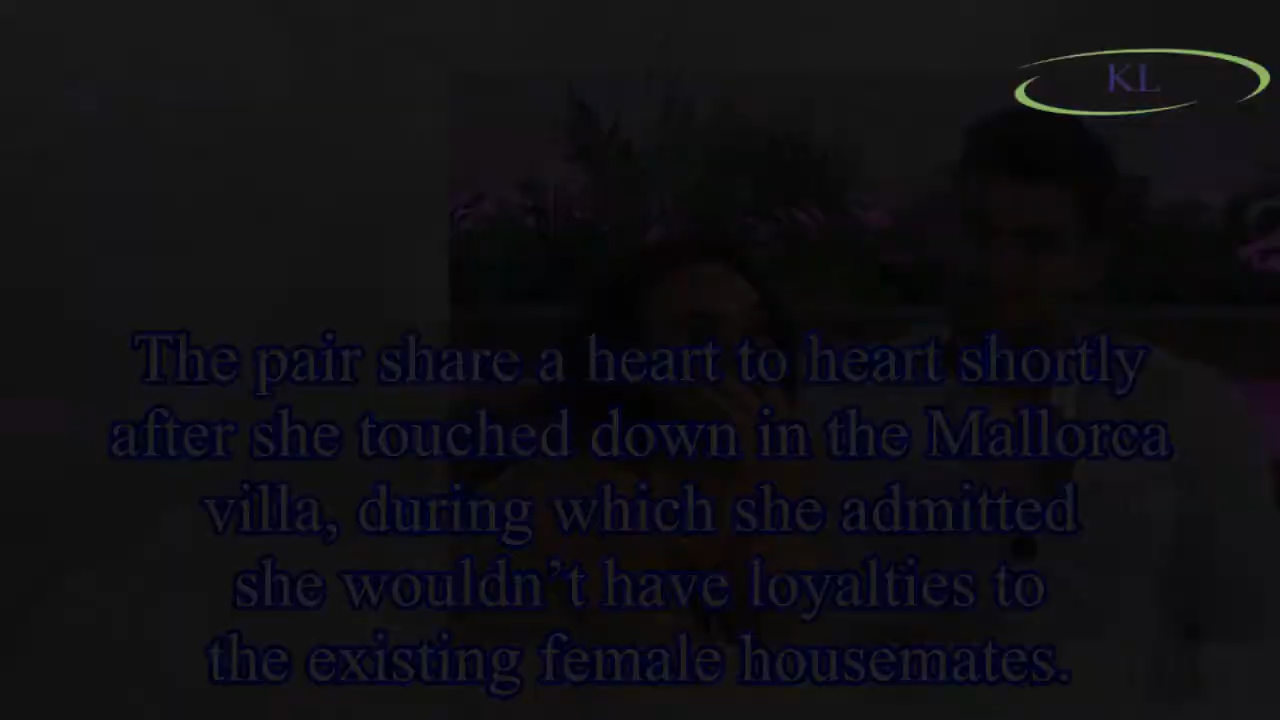 KL
The pair share a heart to heart shortly
after she touched down in the Mallorca
villa, during which she admitted
she wouldn’t have loyalties to
the existing female housemates.